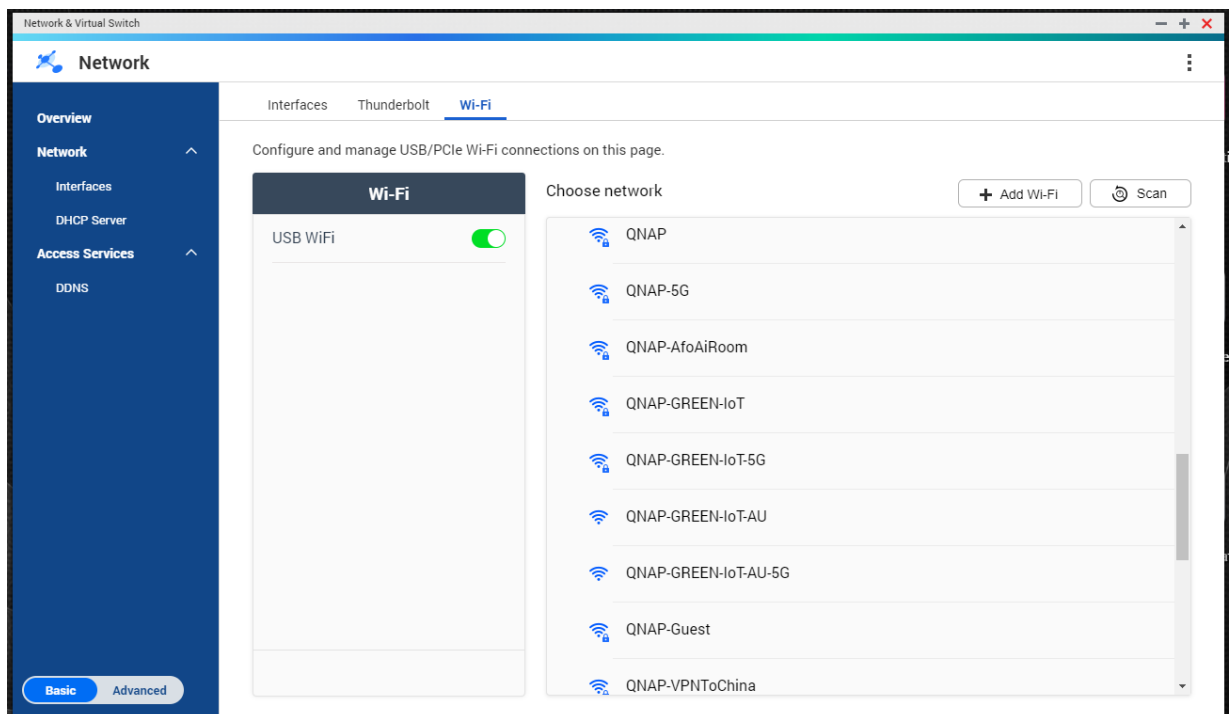 Network & Virtual Switch
Network
Overview
Network
Interfaces
DHCP Server
Access Services
DDNS
Basic Advanced
Interfaces Thunderbolt Wi-Fi
Configure and manage USB/PCIe Wi-Fi connections on this page.
Wi-Fi
USB WiFi
Choose network
Add Wi-Fi
Scan
QNAP
QNAP-5G
QNAP-AfoAiRoom
QNAP-GREEN-IoT
QNAP-GREEN-IoT-5G
QNAP-GREEN-IoT-AU
QNAP-GREEN-IoT-AU-5G
QNAP-Guest
QNAP-VPNToChina